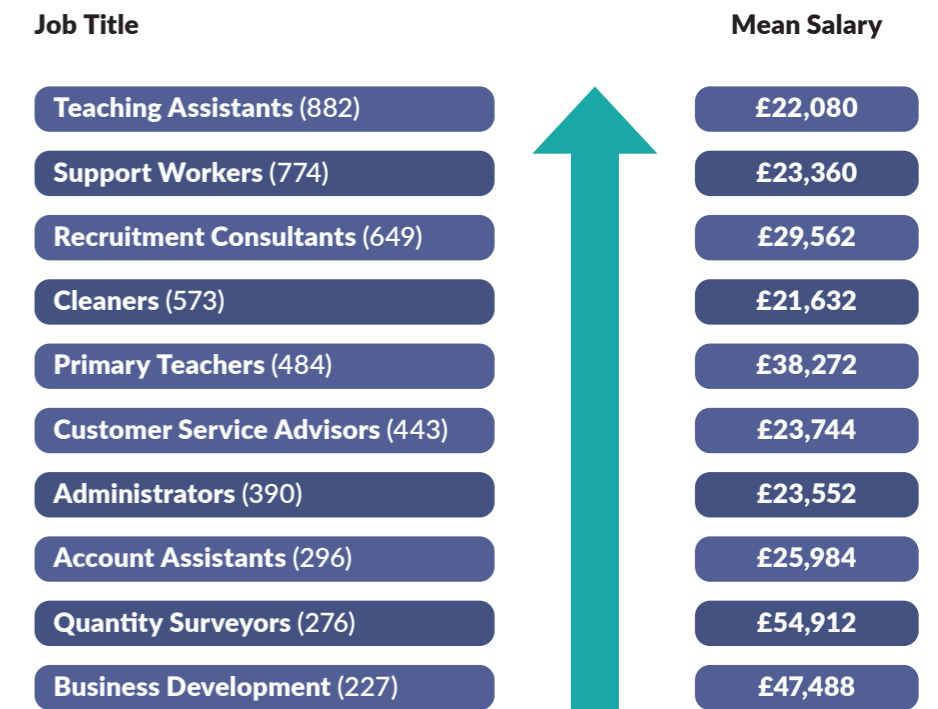 Job Title Mean Salary
Teaching Assistants (882) £22,080
Support Workers (774) £23,360
Recruitment Consultants (649) £29,562
Cleaners (573) £21,632
Primary Teachers (484) £38,272
Customer Service Advisors (443) £23,744
Administrators (390) £23,552
Account Assistants (296) £25,984
Quantity Surveyors (276) £54,912
Business Development (227) £47,488